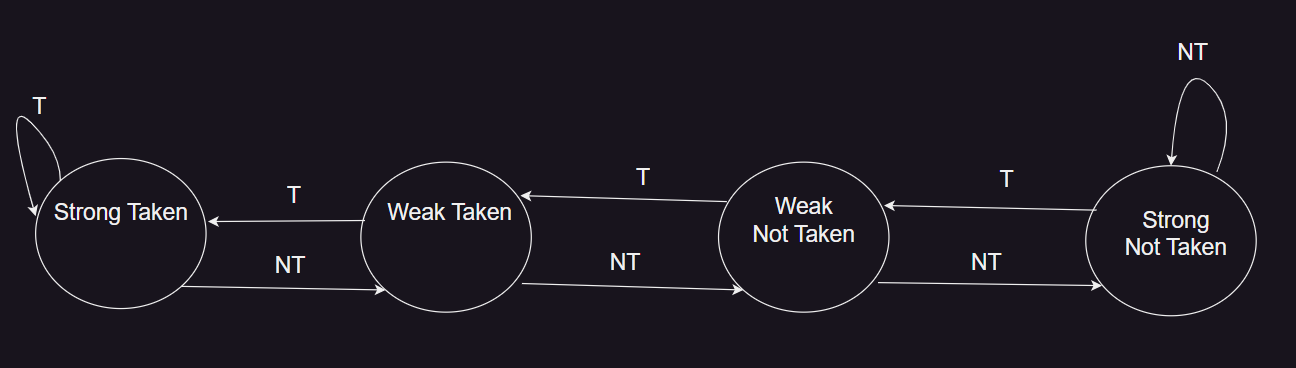 NT
T
T
T
T
Strong Taken
Weak Taken
Weak
Not Taken
Strong
Not Taken
NT
NT
NT